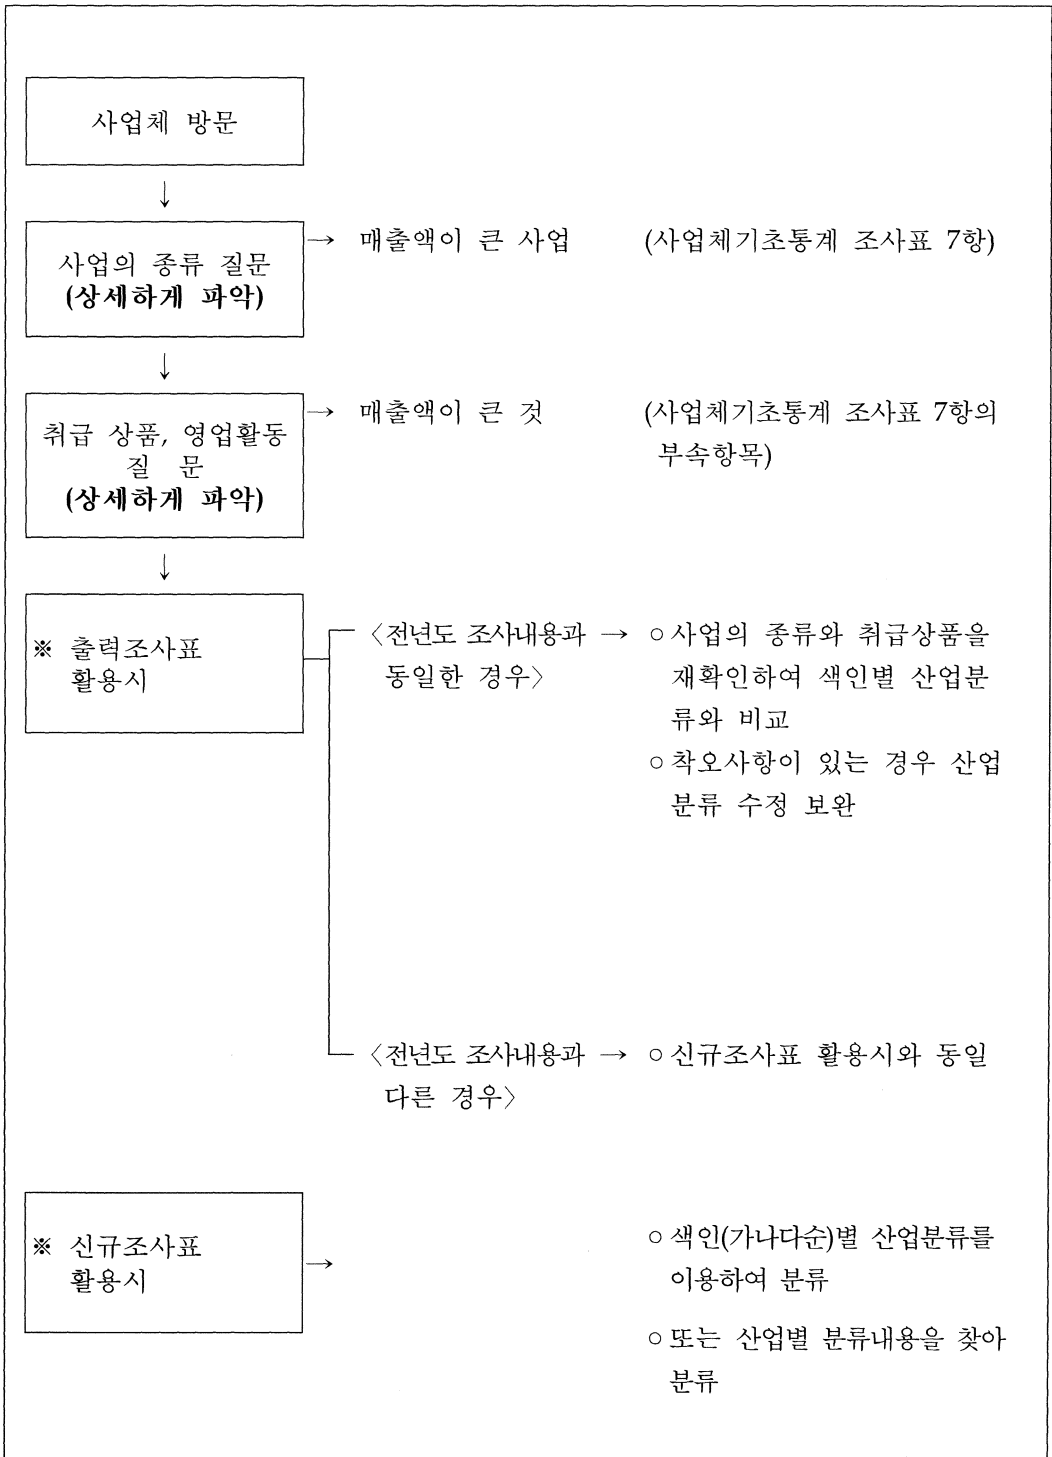 사업체 방문
↓
사업의 종류 질문
(상세하게 파악)
→ 매출액이 큰 사업 (사업체기초통계 조사표 7항)
↓
취급 상품, 영업활동
질 문
(상세하게 파악)
→ 매출액이 큰 것 (사업체기초통계 조사표 7항의
부속항목)
↓
※ 출력조사표
활용시
〈전년도 조사내용과 →
동일한 경우〉
○ 사업의 종류와 취급상품을
재확인하여 색인별 산업분
류와 비교
○ 착오사항이 있는 경우 산업
분류 수정 보완
〈전년도 조사내용과 →
다른 경우〉
○ 신규조사표 활용시와 동일
※ 신규조사표
활용시
→
○ 색인(가나다순)별 산업분류를
이용하여 분류
○ 또는 산업별 분류내용을 찾아
분류